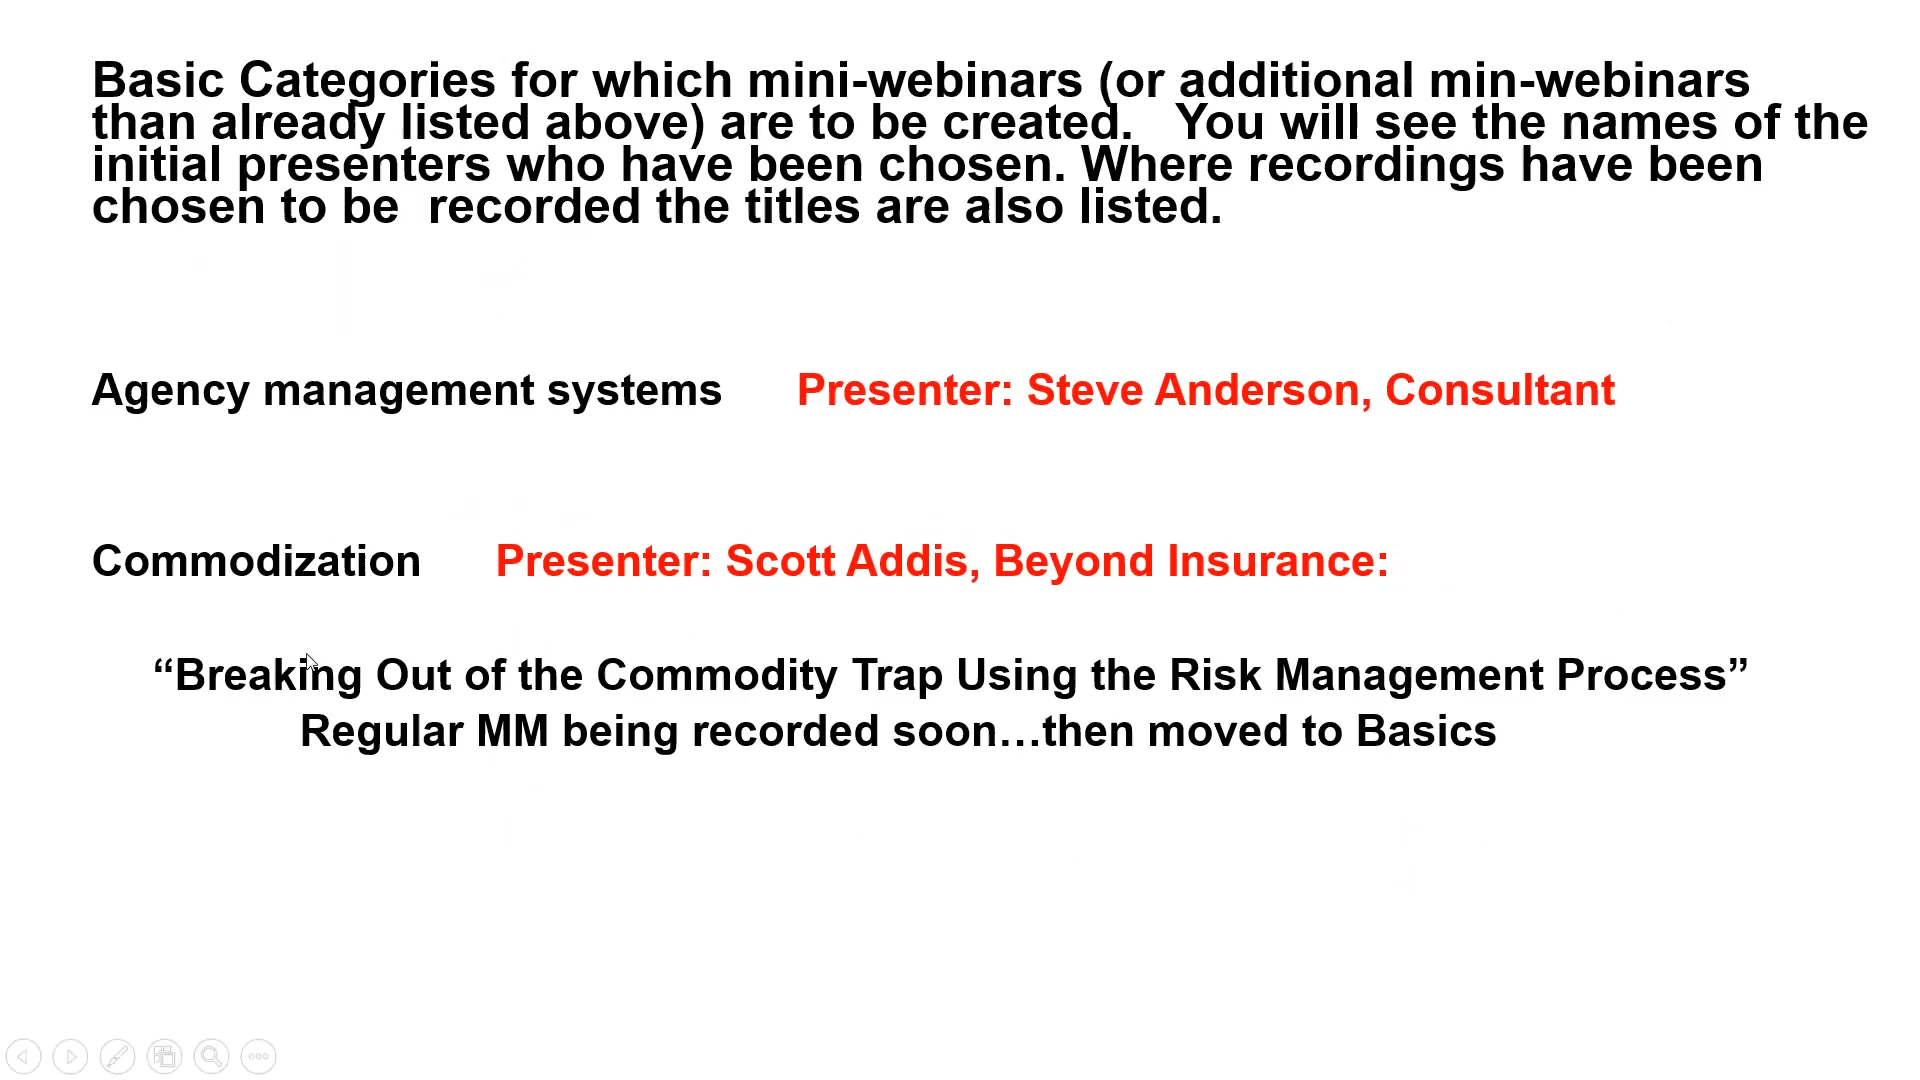 Basic Categories for which mini-webinars (or additional min-webinars
than already listed above) are to be created.   You will see the names of the
initial presenters who have been chosen. Where recordings have been
chosen to be  recorded the titles are also listed.
Agency management systems      Presenter: Steve Anderson, Consultant
Commodization      Presenter: Scott Addis, Beyond Insurance:
“Breaking Out of the Commodity Trap Using the Risk Management Process”
Regular MM being recorded soon…then moved to Basics